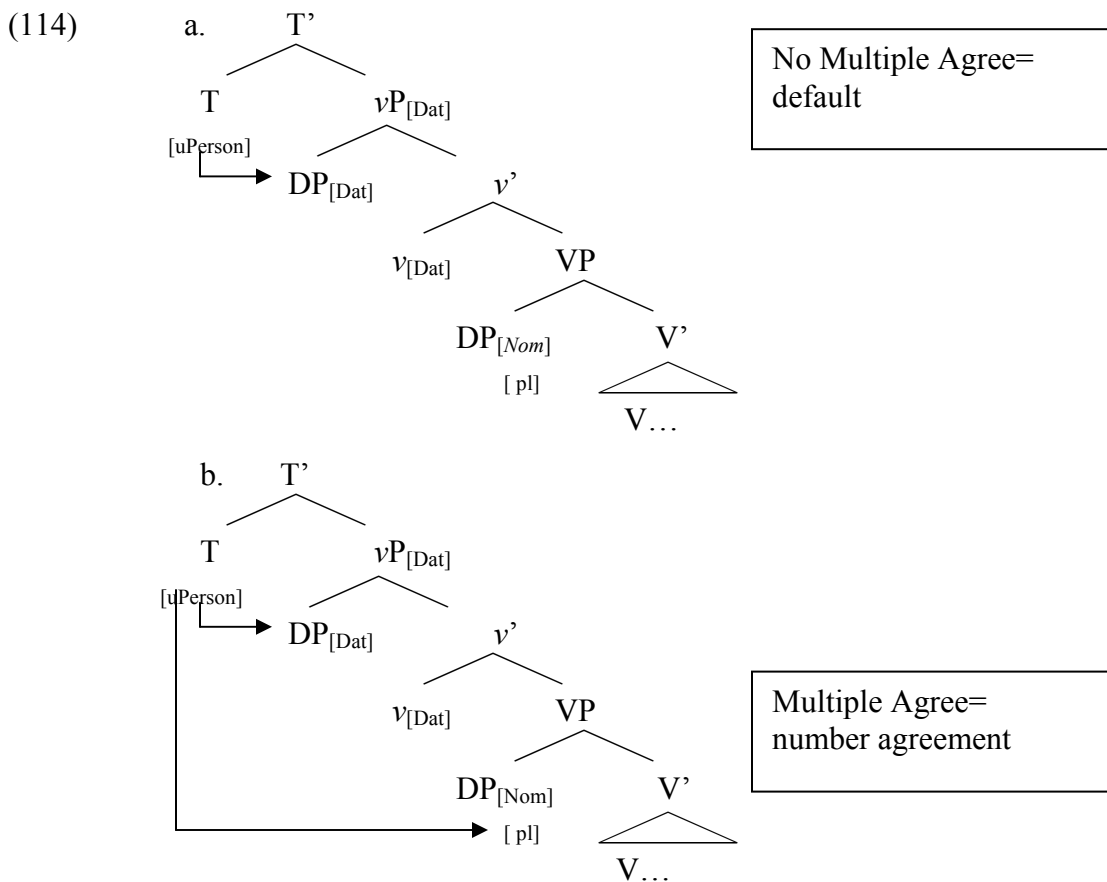 (114) a. T’
T vP[Dat]
[uPerson]
DP[Dat] v’
v[Dat] VP
DP[Nom] V’
[ pl]
V…
No Multiple Agree=
default
b. T’
T vP[Dat]
[uPerson]
DP[Dat] v’
v[Dat] VP
DP[Nom] V’
[ pl]
V…
Multiple Agree=
number agreement